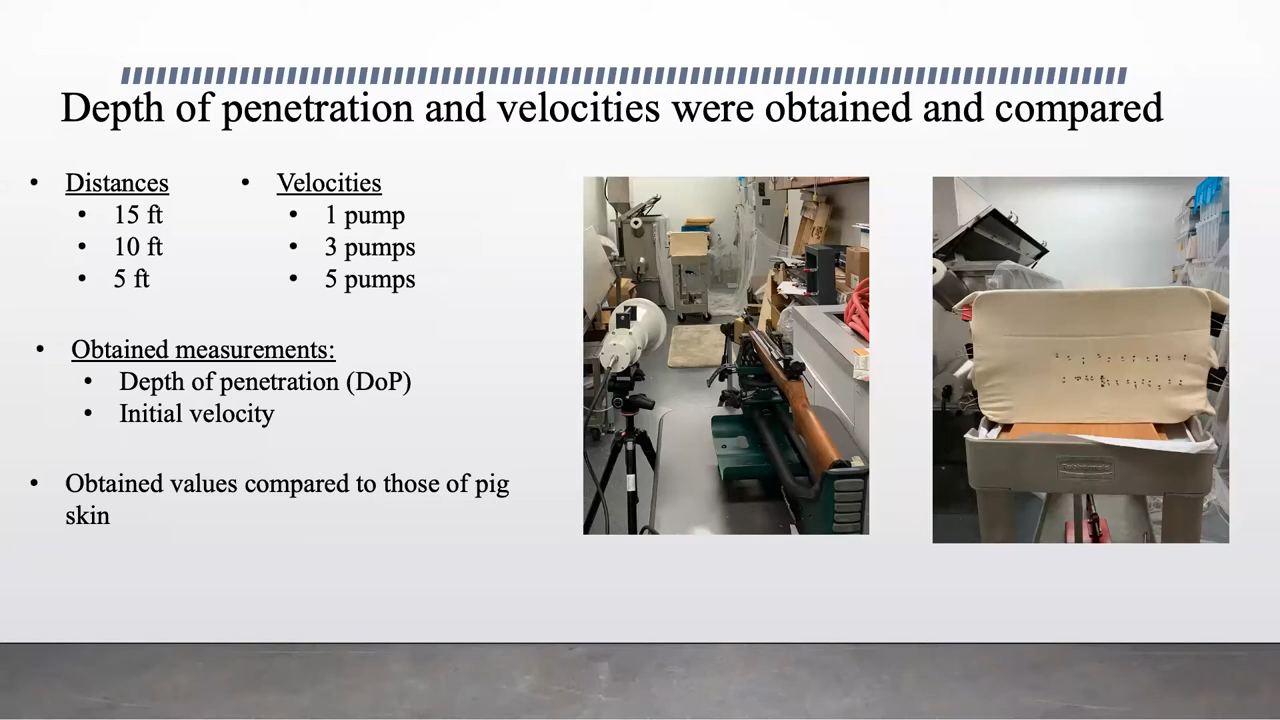 Depth of penetration and velocities were obtained and compared
• Distances
• 15 ft
• 10 ft
• 5 ft
• Velocities
• 1 pump
• 3 pumps
• 5 pumps
• Obtained measurements:
• Depth of penetration (DoP)
• Initial velocity
• Obtained values compared to those of pig
skin
Rubbermaid